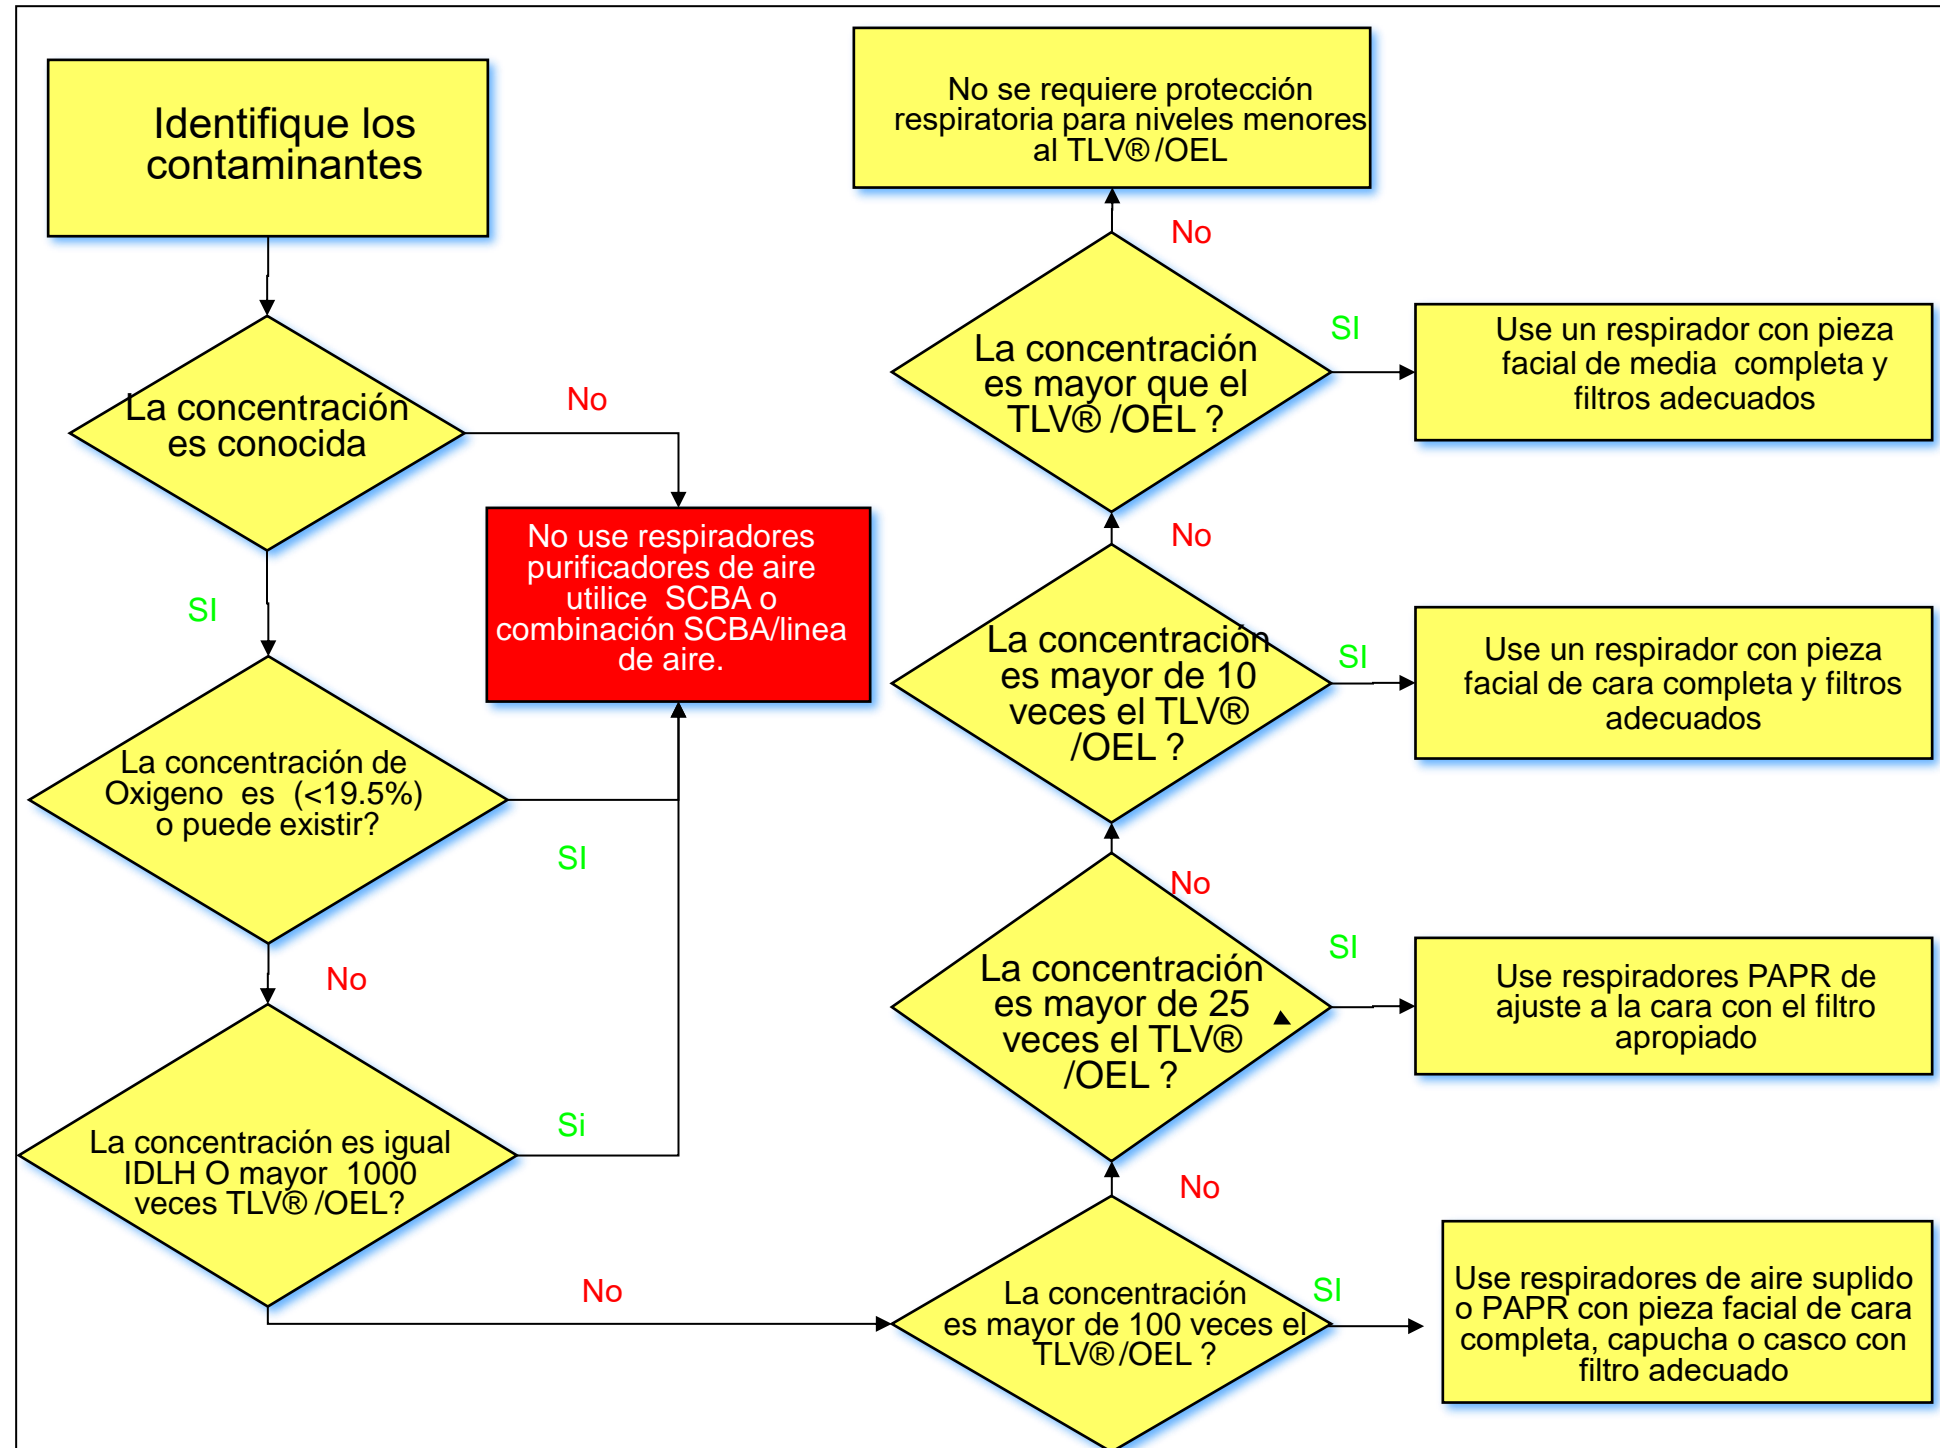 Identifique los
contaminantes
La concentración
es conocida
No
No use respiradores
purificadores de aire
utilice SCBA o
combinación SCBA/linea
de aire.
SI
La concentración de
Oxigeno es (<19.5%)
o puede existir?
SI
No
La concentración es igual
IDLH O mayor 1000
veces TLV® /OEL?
Si
No
La concentración
es mayor de 100 veces el
TLV® /OEL ?
SI
Use respiradores de aire suplido
o PAPR con pieza facial de cara
completa, capucha o casco con
filtro adecuado
No
La concentración
es mayor de 25
veces el TLV®
/OEL ?
SI
Use respiradores PAPR de
ajuste a la cara con el filtro
apropiado
No
La concentración
es mayor de 10
veces el TLV®
/OEL ?
SI
Use un respirador con pieza
facial de cara completa y filtros
adecuados
No
La concentración
es mayor que el
TLV® /OEL ?
SI
Use un respirador con pieza
facial de media completa y
filtros adecuados
No
No se requiere protección
respiratoria para niveles menores
al TLV® /OEL